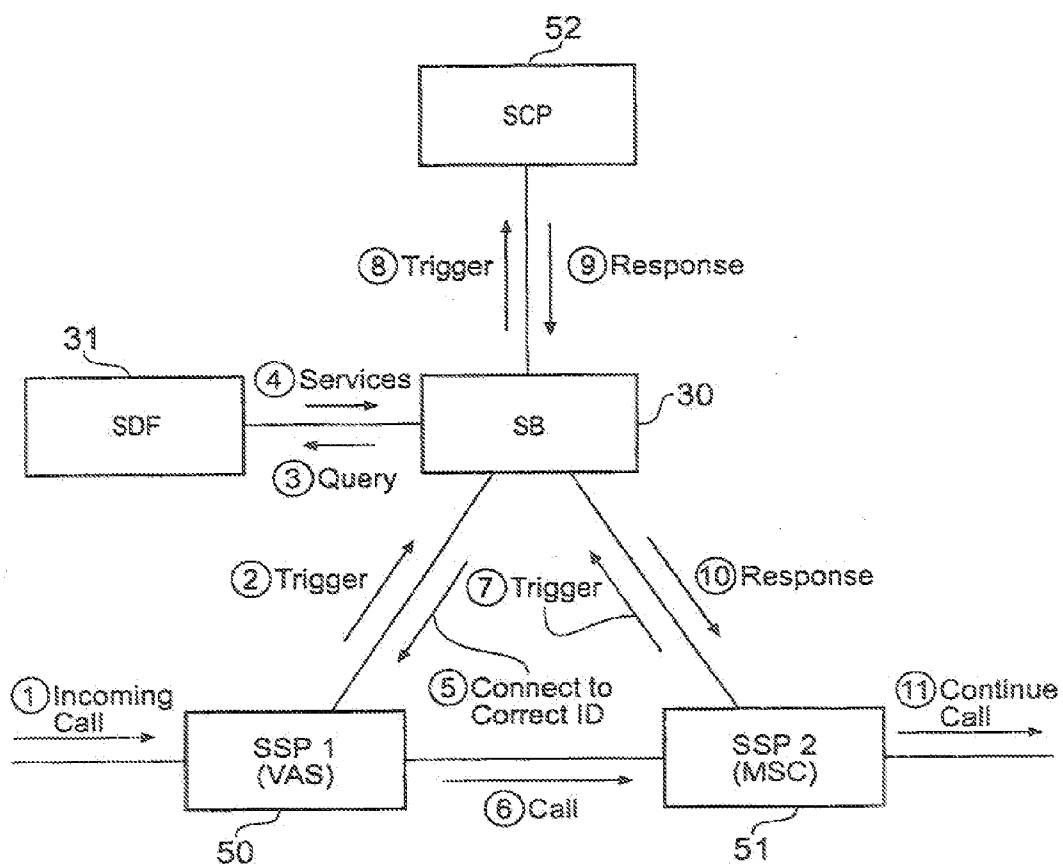 52
SCP
⑧ Trigger
⑨ Response
31
④ Services
30
SDF
SB
③ Query
② Trigger
⑦ Trigger
⑩ Response
① Incoming
Call
⑤ Connect to
Correct ID
⑪ Continue
Call
SSP 1
(VAS)
SSP 2
(MSC)
⑥ Call
50
51